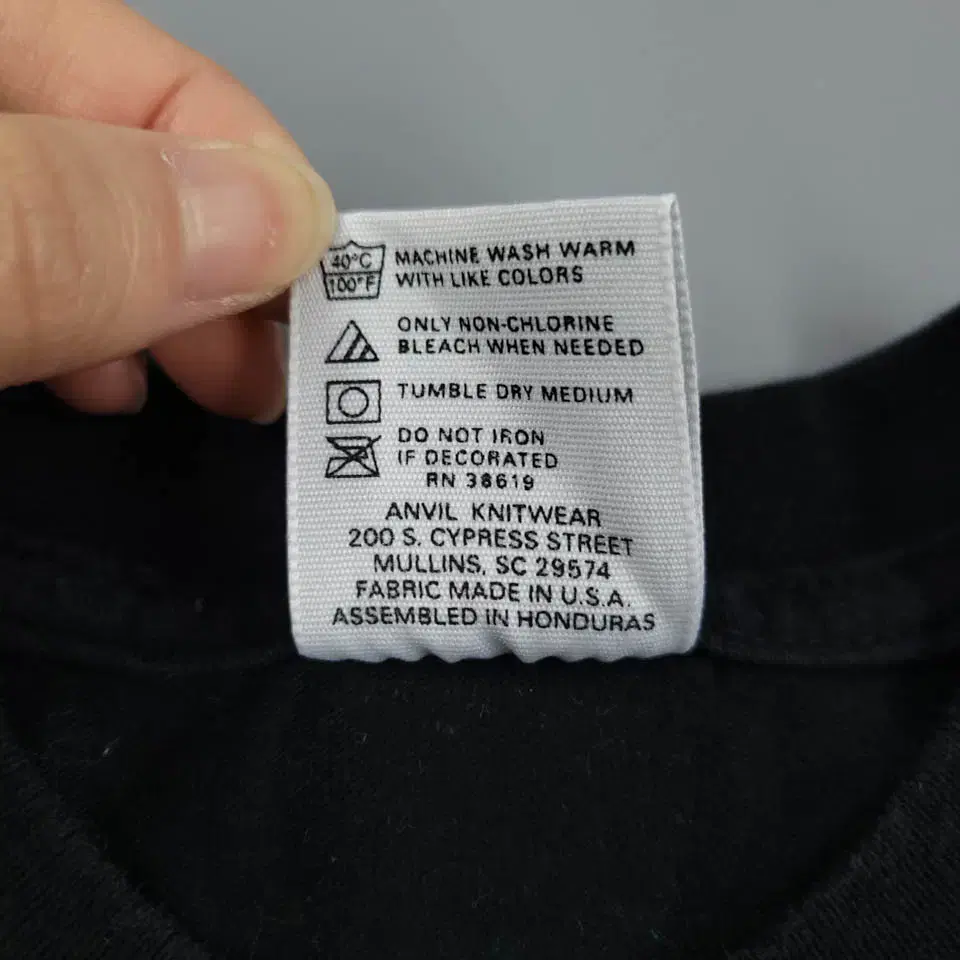 40°C
100°F
MACHINE WASH WARM
WITH LIKE COLORS
ONLY NON-CHLORINE
BLEACH WHEN NEEDED
TUMBLE DRY MEDIUM
DO NOT IRON
IF DECORATED
RN 38619
ANVIL KNITWEAR
200 S. CYPRESS STREET
MULLINS, SC 29574
FABRIC MADE IN U.S.A.
ASSEMBLED IN HONDURAS